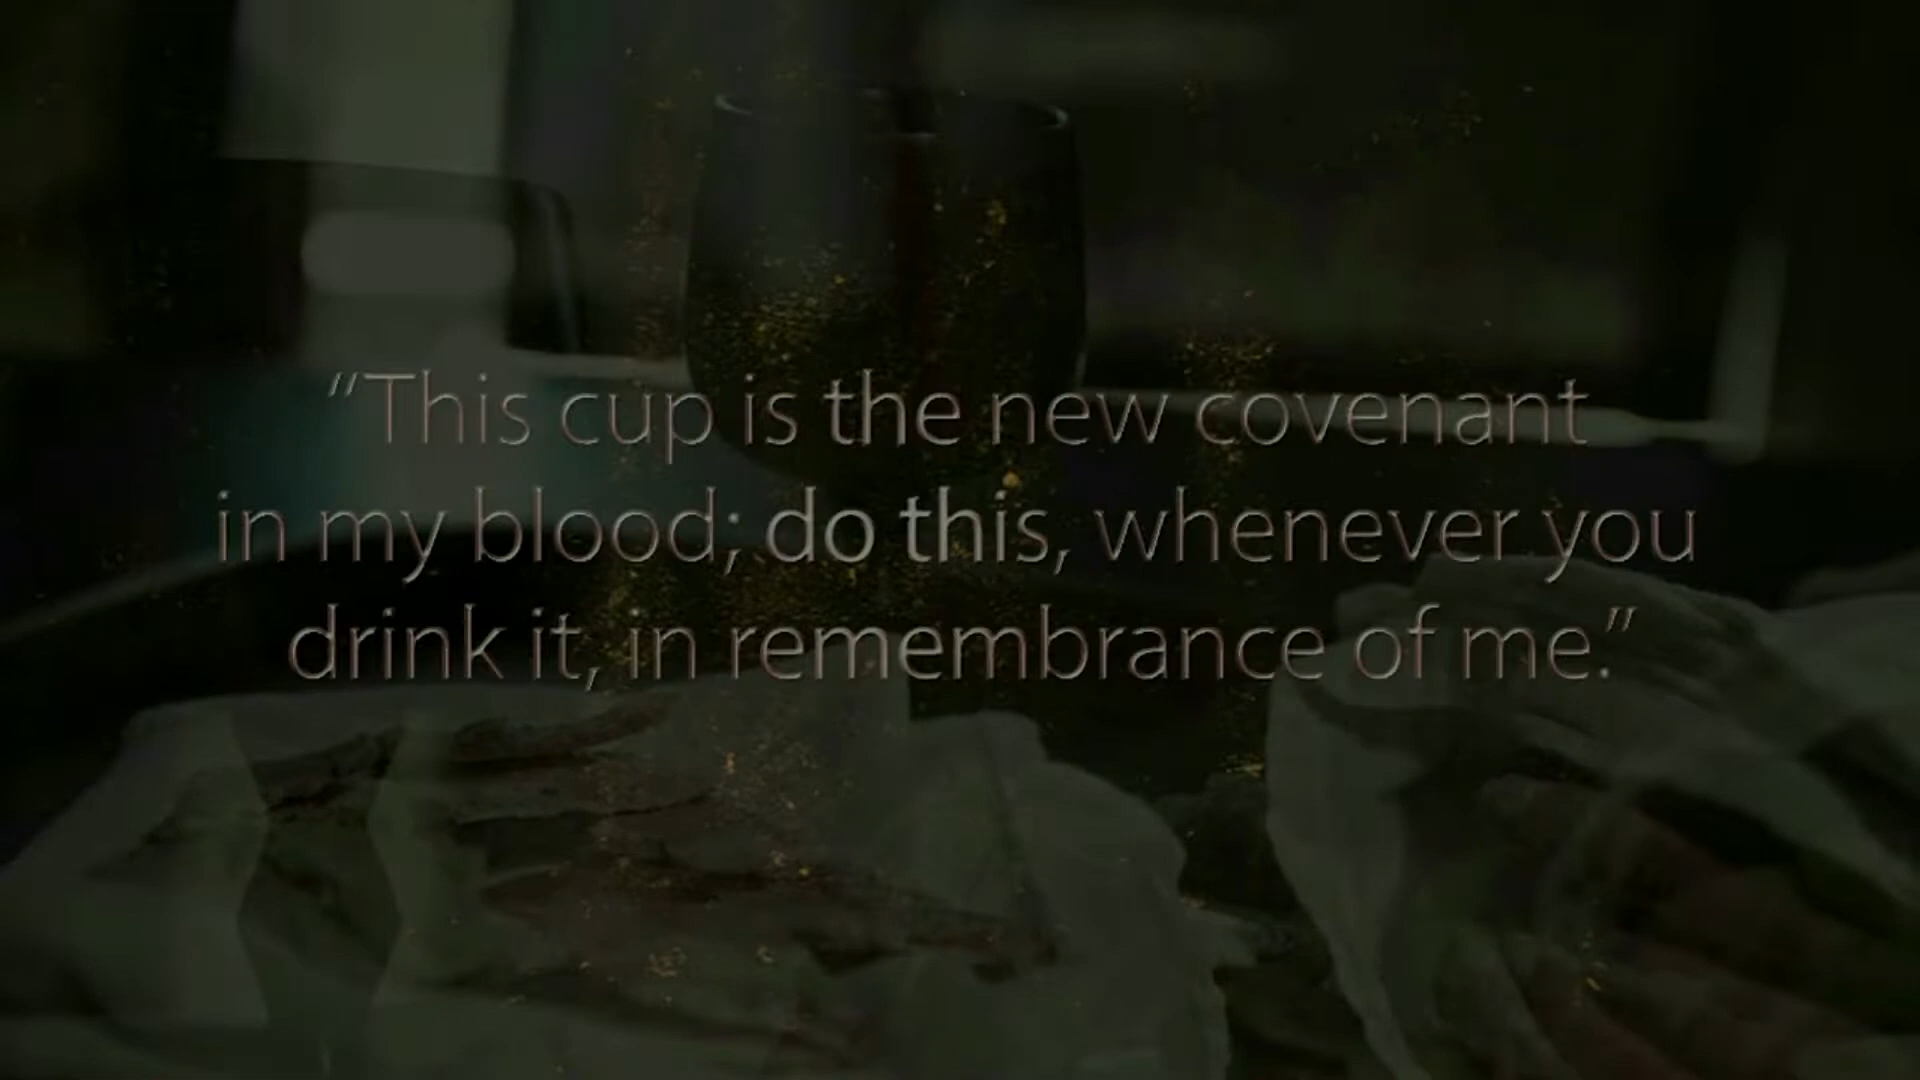 “This cup is the new covenant
in my blood; do this, whenever you
drink it, in remembrance of me.”